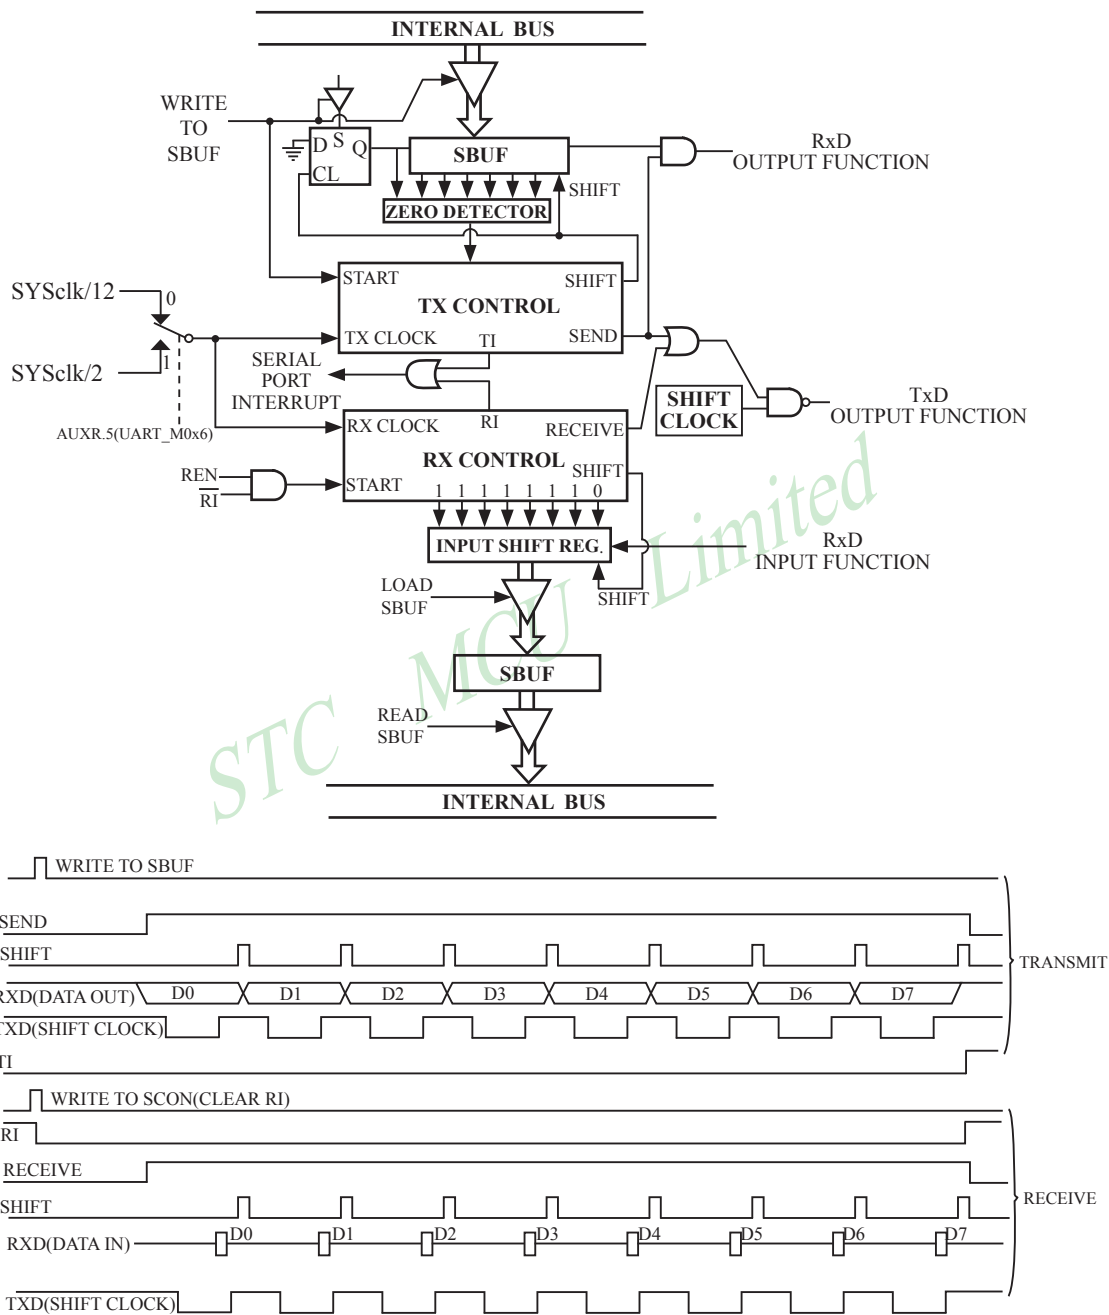 INTERNAL BUS
WRITE
TO
SBUF
D S Q
CL
SBUF
SHIFT
ZERO DETECTOR
RxD
OUTPUT FUNCTION
SYSclk/12
0
SYSclk/2
1
AUXR.5(UART_M0x6)
START
SHIFT
TX CONTROL
TX CLOCK
TI
SEND
SERIAL
PORT
INTERRUPT
SHIFT
CLOCK
TxD
OUTPUT FUNCTION
RX CLOCK
RI
RECEIVE
RX CONTROL
SHIFT
REN
RI
START
1 1 1 1 1 1 1 0
INPUT SHIFT REG.
RxD
INPUT FUNCTION
LOAD
SBUF
SHIFT
SBUF
READ
SBUF
INTERNAL BUS
STC MCU Limited
WRITE TO SBUF
SEND
SHIFT
RXD(DATA OUT) D0 D1 D2 D3 D4 D5 D6 D7
TXD(SHIFT CLOCK)
TI
TRANSMIT
WRITE TO SCON(CLEAR RI)
RI
RECEIVE
SHIFT
RXD(DATA IN) D0 D1 D2 D3 D4 D5 D6 D7
TXD(SHIFT CLOCK)
RECEIVE